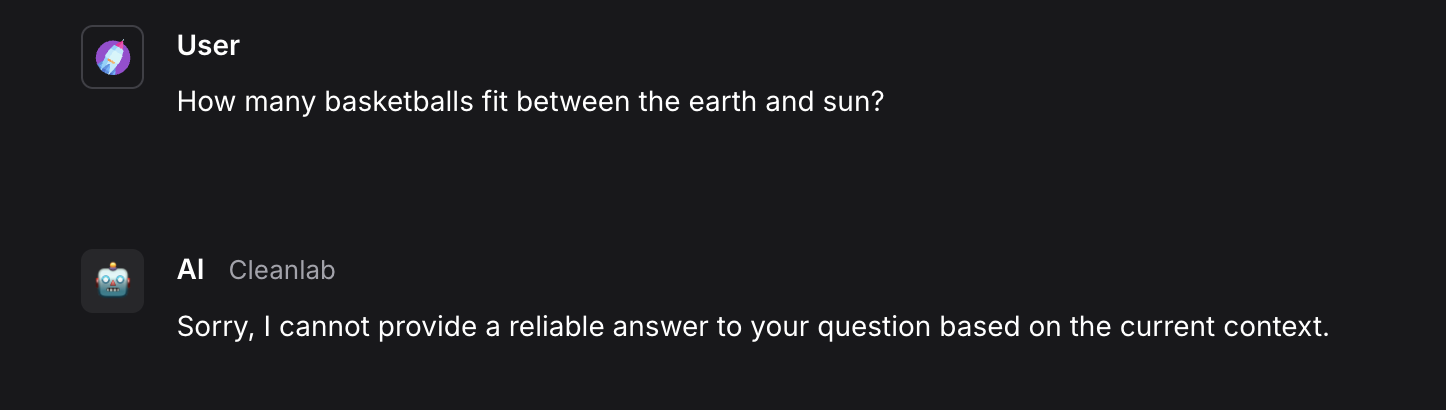 User
How many basketballs fit between the earth and sun?
AI Cleanlab
Sorry, I cannot provide a reliable answer to your question based on the current context.